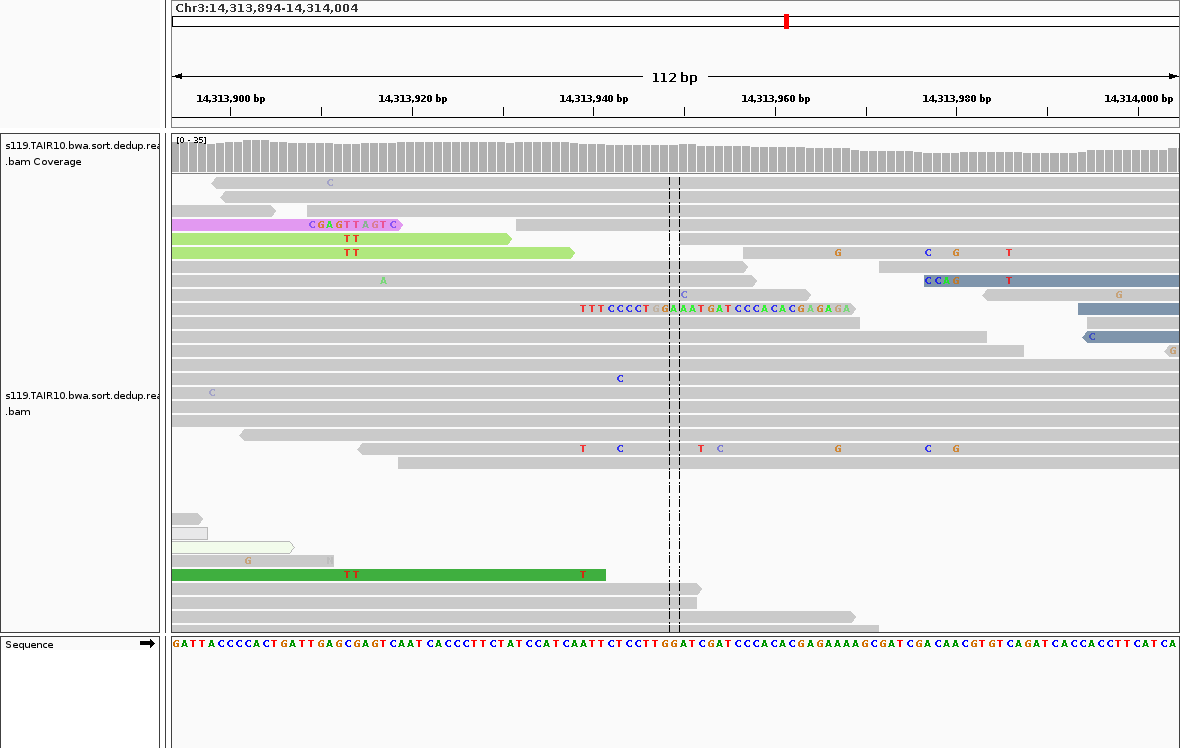 Chr3:14,313,894-14,314,004
112 bp
14,313,900 bp 14,313,920 bp 14,313,940 bp 14,313,960 bp 14,313,980 bp 14,314,000 bp
s119.TAIR10.bwa.sort.dedup.rea
.bam Coverage
[0 - 35]
C
CGAGTTAGTC
TT
TT G C G T
A CCGG T
C G
TTTCCCCTGGAAATGATCCCACACGAGAGA
C
G
C
C
s119.TAIR10.bwa.sort.dedup.rea
.bam
T C T C G C G
G
TT T
Sequence
GATTACCCCACTGATTGAGCGAGTCAATCACCCTTCTATCCATCAATTCTCCTTGGATCGATCCCACACGAGAAAAGCGATCGACAACGTGTCAGATCACCACCTTCATCA